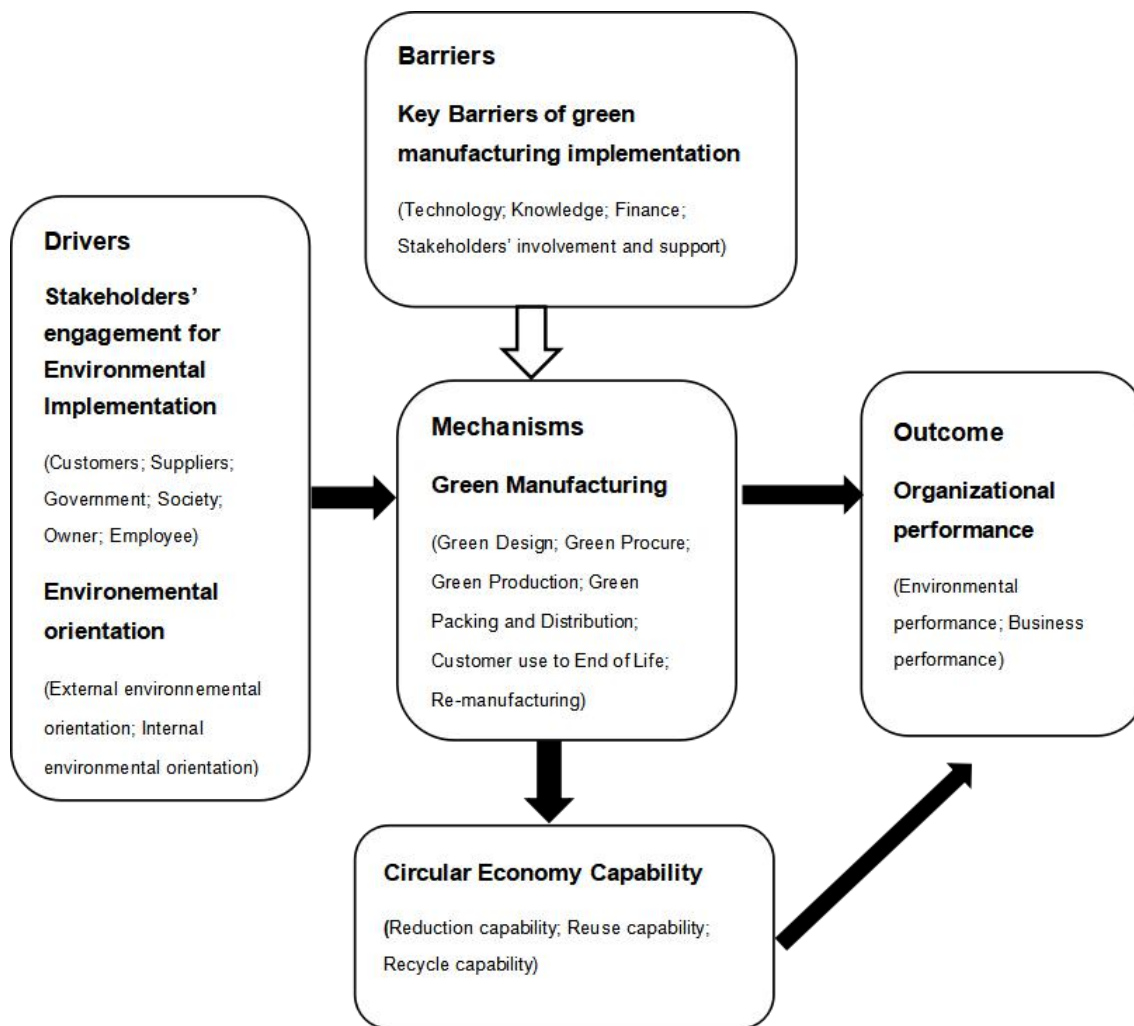 Barriers
Key Barriers of green
manufacturing implementation
(Technology; Knowledge; Finance;
Stakeholders’ involvement and support)
Drivers
Stakeholders’
engagement for
Environmental
Implementation
(Customers; Suppliers;
Government; Society;
Owner; Employee)
Environemental
orientation
(External environnemental
orientation; Internal
environmental orientation)
Mechanisms
Green Manufacturing
(Green Design; Green Procure;
Green Production; Green
Packing and Distribution;
Customer use to End of Life;
Re-manufacturing)
Outcome
Organizational
performance
(Environmental
performance; Business
performance)
Circular Economy Capability
(Reduction capability; Reuse capability;
Recycle capability)